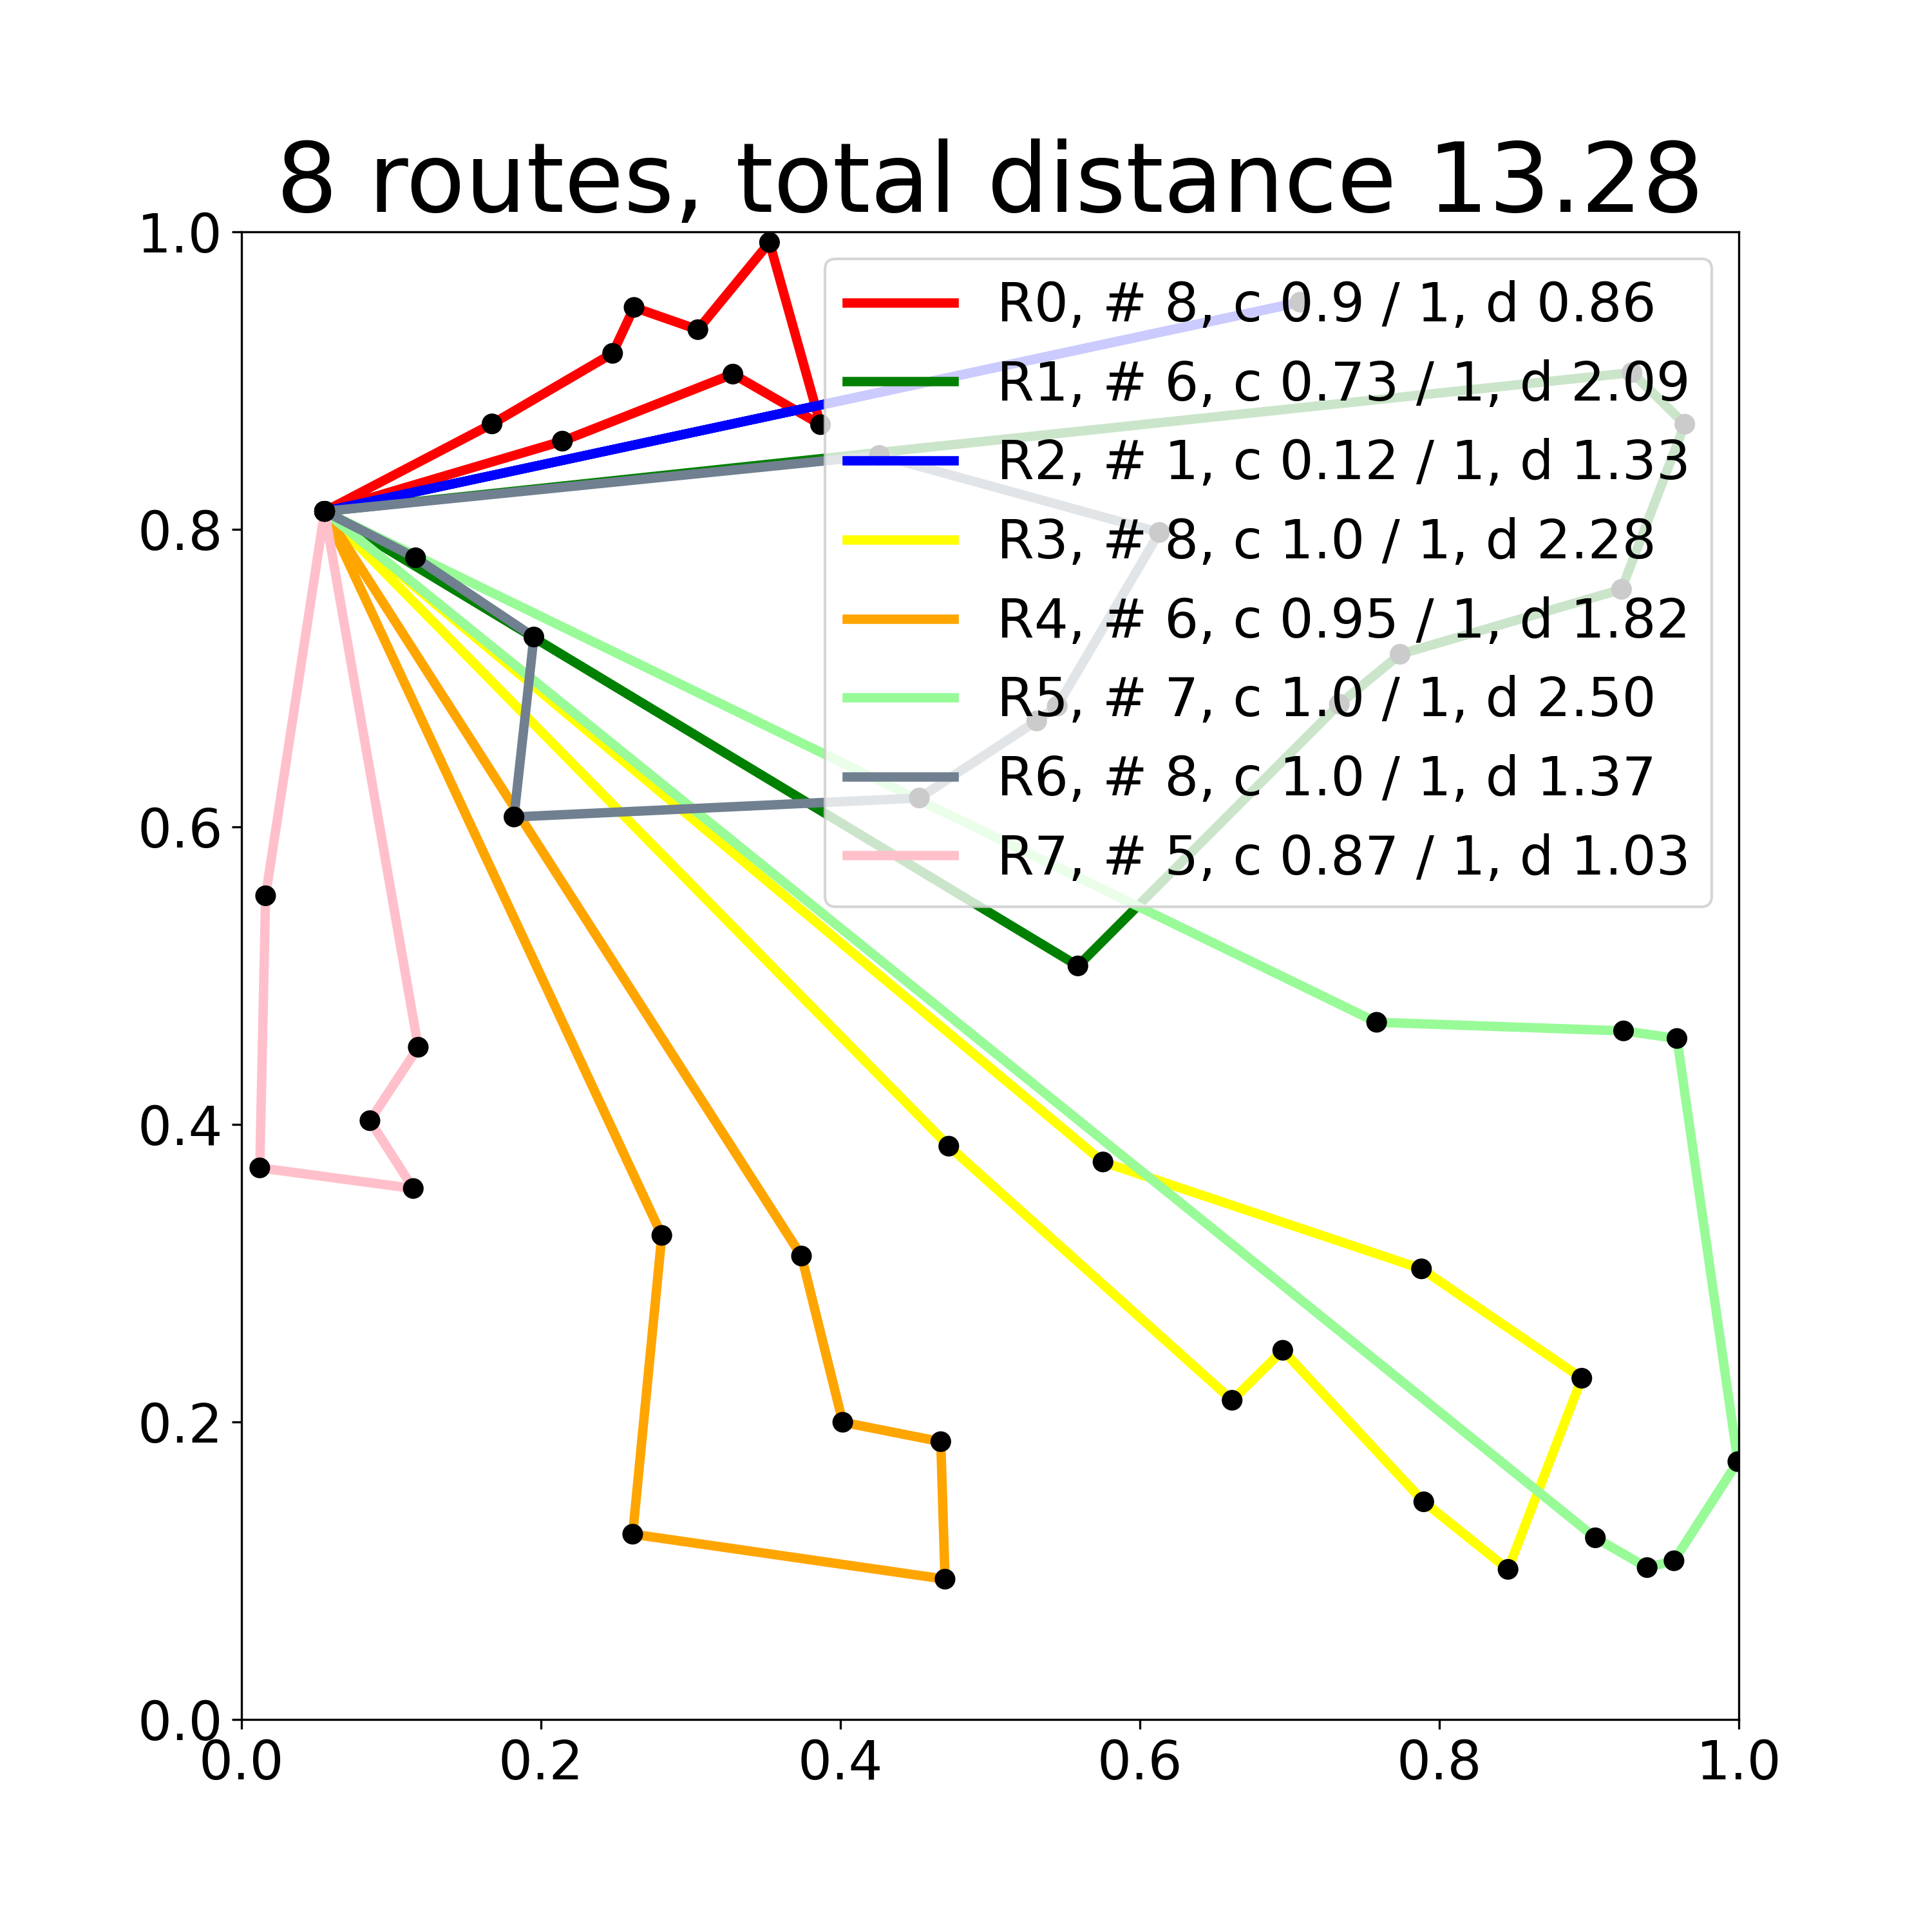 8 routes, total distance 13.28
1.0
0.8
0.6
0.4
0.2
0.0
R0, # 8, c 0.9 / 1, d 0.86
R1, # 6, c 0.73 / 1, d 2.09
R2, # 1, c 0.12 / 1, d 1.33
R3, # 8, c 1.0 / 1, d 2.28
R4, # 6, c 0.95 / 1, d 1.82
R5, # 7, c 1.0 / 1, d 2.50
R6, # 8, c 1.0 / 1, d 1.37
R7, # 5, c 0.87 / 1, d 1.03
0.0 0.2 0.4 0.6 0.8 1.0